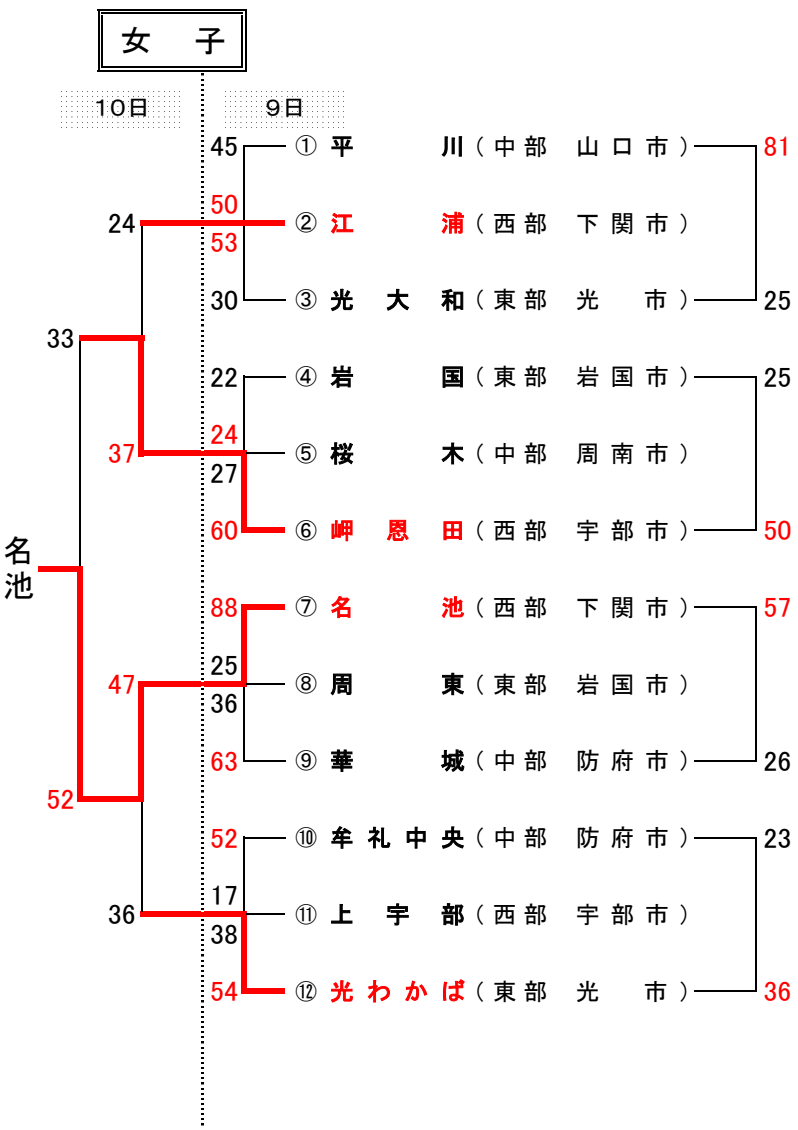 女 子
10日 9日
45 ① 平 川 ( 中部 山口市 ) 81
50
24 ② 江 浦 ( 西部 下関市 )
53
30 ③ 光 大 和 ( 東部 光 市 ) 25
33
22 ④ 岩 国 ( 東部 岩国市 ) 25
24
37 ⑤ 桜 木 ( 中部 周南市 )
27
60 ⑥ 岬 恩 田 ( 西部 宇部市 ) 50
名池
88 ⑦ 名 池 ( 西部 下関市 ) 57
25
47 ⑧ 周 東 ( 東部 岩国市 )
36
63 ⑨ 華 城 ( 中部 防府市 ) 26
52
52 ⑩ 牟礼中央 ( 中部 防府市 ) 23
17
36 ⑪ 上 宇 部 ( 西部 宇部市 )
38
54 ⑫ 光わかば ( 東部 光 市 ) 36